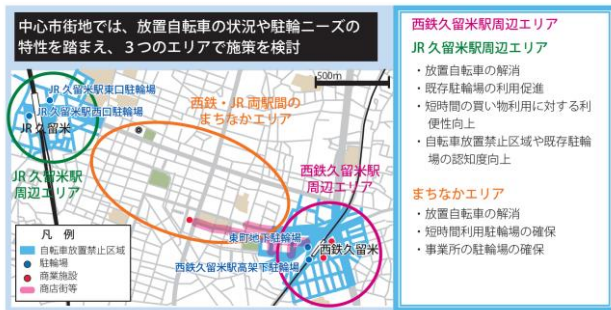 中心市街地では、放置自転車の状況や駐輪ニーズの
特性を踏まえ、３つのエリアで施策を検討
500m
JR久留米駅東口駐輪場
JR久留米駅西口駐輪場
JR久留米
JR久留米駅
周辺エリア
西鉄・JR両駅間の
まちなかエリア
西鉄久留米駅
周辺エリア
東町地下駐輪場
西鉄久留米
西鉄久留米駅高架下駐輪場
凡 例
自転車放置禁止区域
駐輪場
商業施設
商店街等
西鉄久留米駅周辺エリア
JR久留米駅周辺エリア
・放置自転車の解消
・既存駐輪場の利用促進
・短時間の買い物利用に対する利
便性向上
・自転車放置禁止区域や既存駐輪
場の認知度向上
まちなかエリア
・放置自転車の解消
・短時間利用駐輪場の確保
・事業所の駐輪場の確保